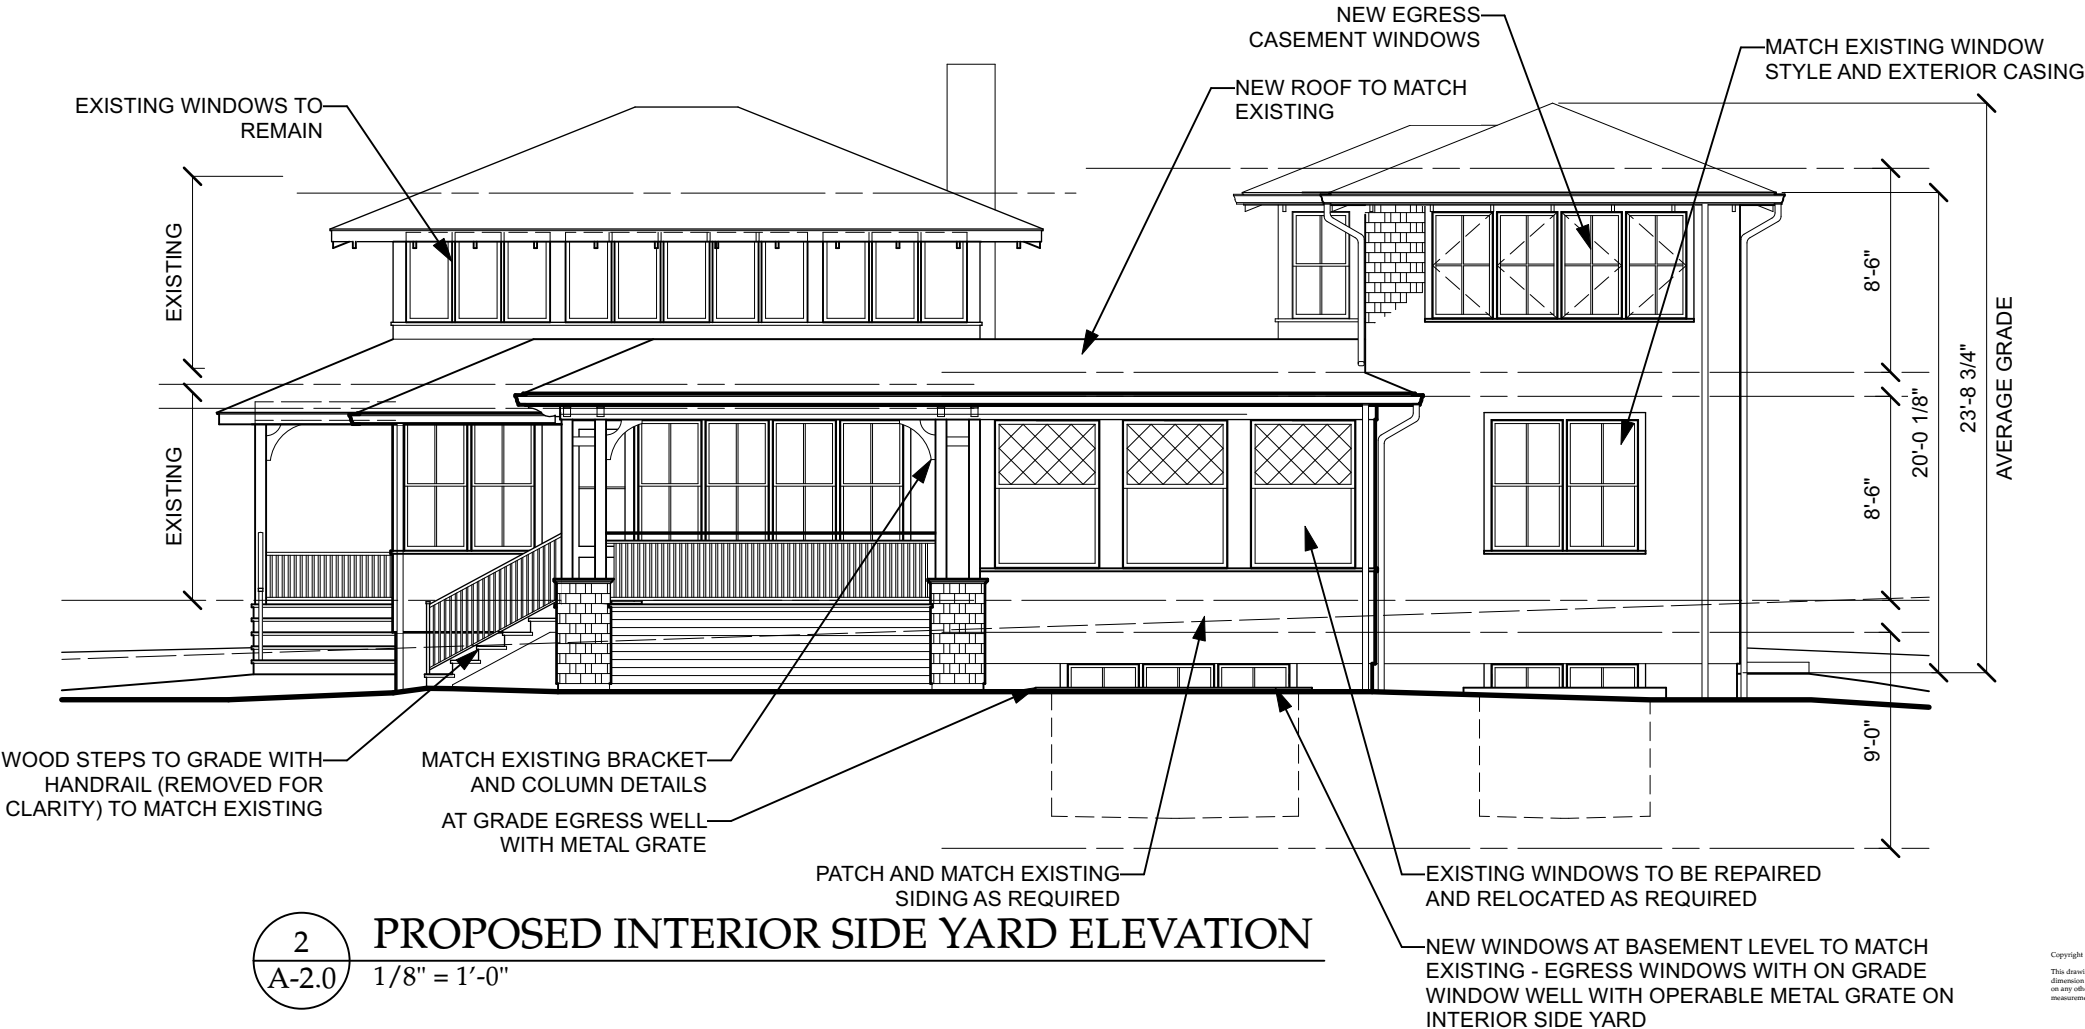 NEW EGRESS
CASEMENT WINDOWS
MATCH EXISTING WINDOW
STYLE AND EXTERIOR CASING
NEW ROOF TO MATCH
EXISTING
EXISTING WINDOWS TO
REMAIN
EXISTING
EXISTING
8'-6"
8'-6"
9'-0"
20'-0 1/8"
23'-8 3/4"
AVERAGE GRADE
WOOD STEPS TO GRADE WITH
HANDRAIL (REMOVED FOR
CLARITY) TO MATCH EXISTING
MATCH EXISTING BRACKET
AND COLUMN DETAILS
AT GRADE EGRESS WELL
WITH METAL GRATE
PATCH AND MATCH EXISTING
SIDING AS REQUIRED
EXISTING WINDOWS TO BE REPAIRED
AND RELOCATED AS REQUIRED
NEW WINDOWS AT BASEMENT LEVEL TO MATCH
EXISTING - EGRESS WINDOWS WITH ON GRADE
WINDOW WELL WITH OPERABLE METAL GRATE ON
INTERIOR SIDE YARD
2
A-2.0
PROPOSED INTERIOR SIDE YARD ELEVATION
1/8" = 1'-0"
Copyright
This
dimension
on any